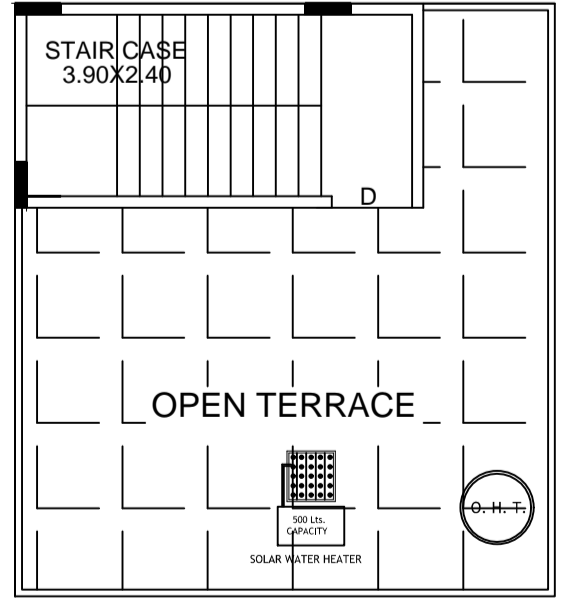 STAIR CASE
3.90X2.40
D
OPEN TERRACE
O. H. T.
500 Lts.
CAPACITY
SOLAR WATER HEATER